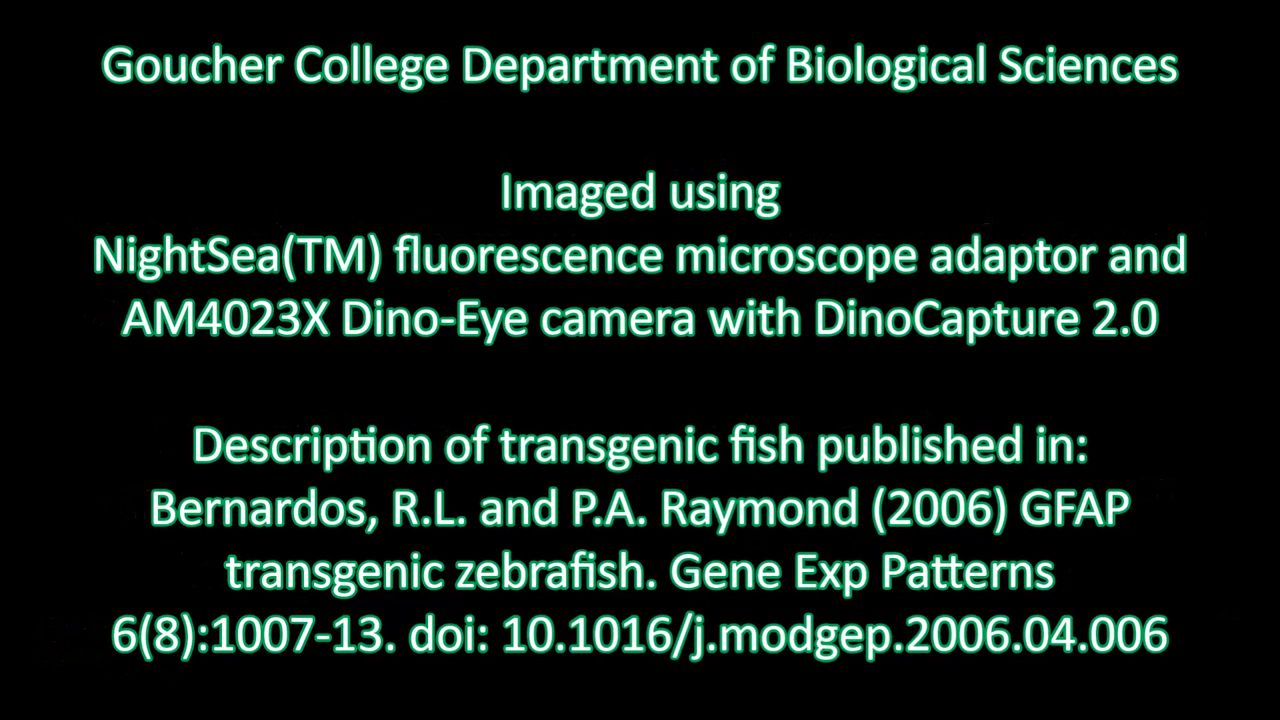 Goucher College Department of Biological Sciences
Imaged using
NightSea(TM) fluorescence microscope adaptor and
AM4023X Dino-Eye camera with DinoCapture 2.0
Description of transgenic fish published in:
Bernardos, R.L. and P.A. Raymond (2006) GFAP
transgenic zebrafish. Gene Exp Patterns
6(8):1007-13. doi: 10.1016/j.modgep.2006.04.006